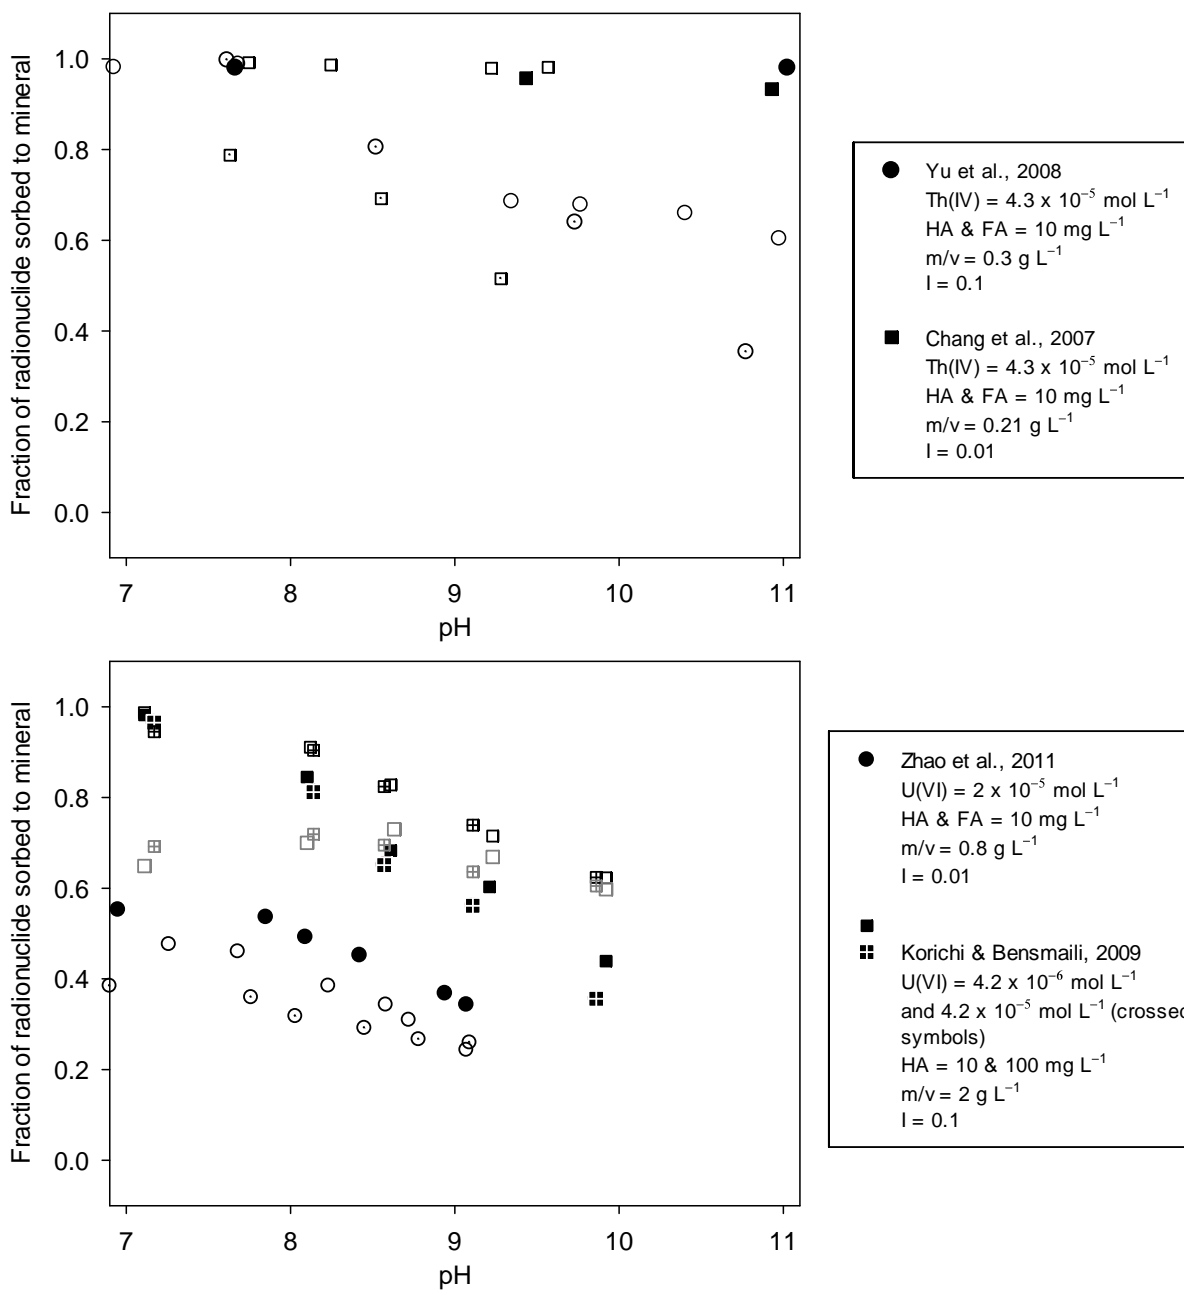 Fraction of radionuclide sorbed to mineral
1.0
0.8
0.6
0.4
0.2
0.0
7 8 9 10 11
pH
Yu et al., 2008
Th(IV) = 4.3 x 10⁻⁵ mol L⁻¹
HA & FA = 10 mg L⁻¹
m/v = 0.3 g L⁻¹
I = 0.1
Chang et al., 2007
Th(IV) = 4.3 x 10⁻⁵ mol L⁻¹
HA & FA = 10 mg L⁻¹
m/v = 0.21 g L⁻¹
I = 0.01
Fraction of radionuclide sorbed to mineral
1.0
0.8
0.6
0.4
0.2
0.0
7 8 9 10 11
pH
Zhao et al., 2011
U(VI) = 2 x 10⁻⁵ mol L⁻¹
HA & FA = 10 mg L⁻¹
m/v = 0.8 g L⁻¹
I = 0.01
Korichi & Bensmaili, 2009
U(VI) = 4.2 x 10⁻⁶ mol L⁻¹
and 4.2 x 10⁻⁵ mol L⁻¹ (crossed
symbols)
HA = 10 & 100 mg L⁻¹
m/v = 2 g L⁻¹
I = 0.1